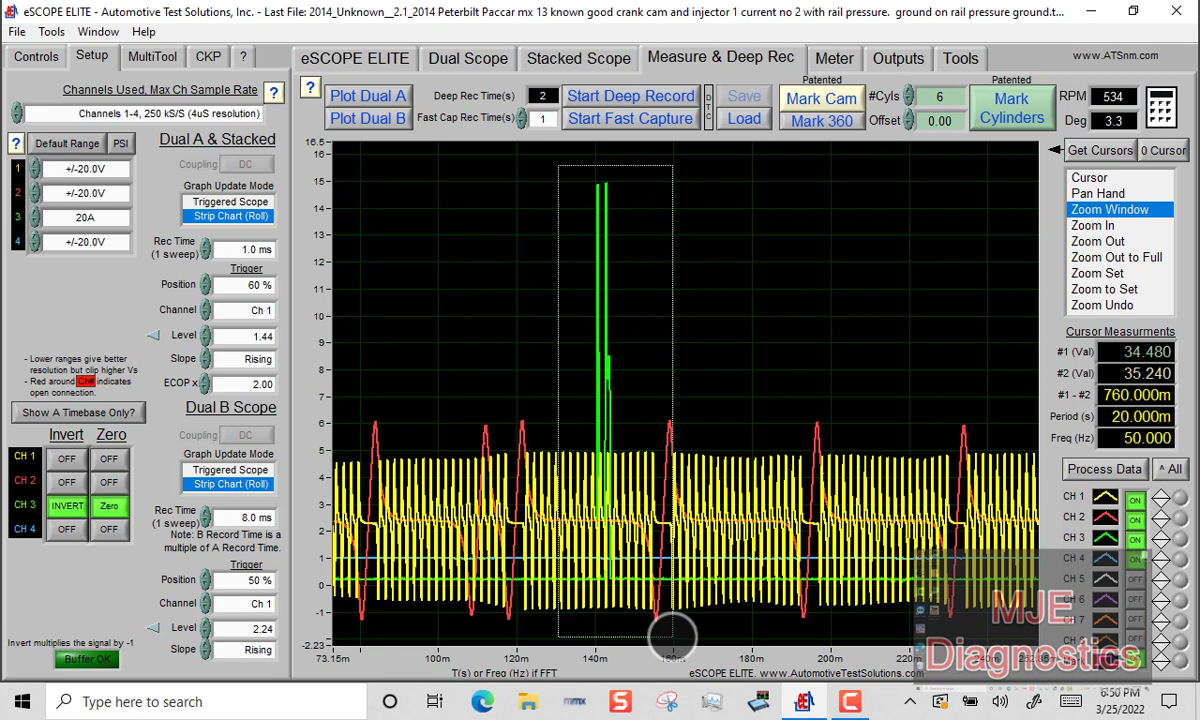 eSCOPE ELITE - Automotive Test Solutions, Inc. - Last File: 2014_Unknown__2.1_2014 Peterbilt Paccar mx 13 known good crank cam and injector 1 current no 2 with rail pressure. ground on rail pressure ground.t...
File Tools Window Help
Controls Setup MultiTool CKP ?
eSCOPE ELITE Dual Scope Stacked Scope Measure & Deep Rec Meter Outputs Tools
www.ATSnm.com
Channels Used, Max Ch Sample Rate ?
Channels 1-4, 250 kS/S (4uS resolution)
? Default Range PSI
1 +/-20.0V
2 +/-20.0V
3 20A
4 +/-20.0V
Dual A & Stacked
Coupling DC
Graph Update Mode
Triggered Scope
Strip Chart (Roll)
Rec Time
(1 sweep) 1.0 ms
Trigger
Position 60 %
Channel Ch 1
Level 1.44
Slope Rising
ECOP x 2.00
- Lower ranges give better
resolution but clip higher Vs
- Red around Ch# indicates
open connection.
Show A Timebase Only?
Invert Zero
CH 1 OFF OFF
CH 2 OFF OFF
CH 3 INVERT Zero
CH 4 OFF OFF
Invert multiplies the signal by -1
Buffer OK
Dual B Scope
Coupling DC
Graph Update Mode
Triggered Scope
Strip Chart (Roll)
Rec Time
(1 sweep) 8.0 ms
Note: B Record Time is a
multiple of A Record Time.
Trigger
Position 50 %
Channel Ch 1
Level 2.24
Slope Rising
?
Plot Dual A
Plot Dual B
Deep Rec Time(s) 2
Fast Cap Rec Time(s) 1
Start Deep Record
Start Fast Capture
DTC
Save
Load
Patented
Mark Cam
Mark 360
#Cyls 6
Offset 0.00
Patented
Mark
Cylinders
RPM 534
Deg 3.3
16.5
16
15
14
13
12
11
10
9
8
7
6
5
4
3
2
1
0
-1
-2.23
73.15m 100m 120m 140m 160m 180m 200m 220m 240m
T(s) or Freq (Hz) if FFT
eSCOPE ELITE. www.AutomotiveTestSolutions.com
Get Cursors 0 Cursor
Cursor
Pan Hand
Zoom Window
Zoom In
Zoom Out
Zoom Out to Full
Zoom Set
Zoom to Set
Zoom Undo
Cursor Measurments
#1 (Val) 34.480
#2 (Val) 35.240
#1 - #2 760.000m
Period (s) 20.000m
Freq (Hz) 50.000
Process Data ^ All
CH 1 ON
CH 2 ON
CH 3 ON
CH 4 ON
CH 5 OFF
CH 6 OFF
CH 7 OFF
MJE
Diagnostics
Type here to search
6:50 PM
3/25/2022